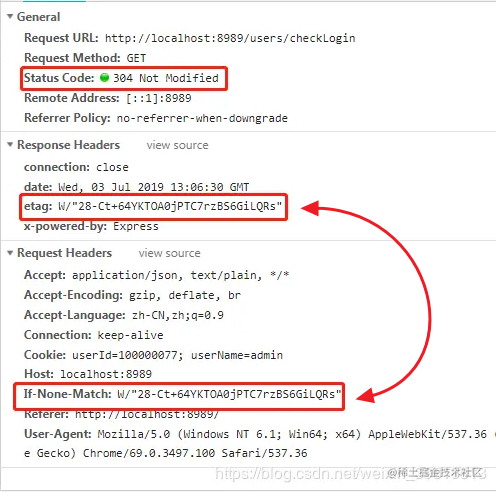 General
Request URL: http://localhost:8989/users/checkLogin
Request Method: GET
Status Code: 304 Not Modified
Remote Address: [::1]:8989
Referrer Policy: no-referrer-when-downgrade
Response Headers view source
connection: close
date: Wed, 03 Jul 2019 13:06:30 GMT
etag: W/"28-Ct+64YKTOA0jPTC7rzBS6GiLQRs"
x-powered-by: Express
Request Headers view source
Accept: application/json, text/plain, */*
Accept-Encoding: gzip, deflate, br
Accept-Language: zh-CN,zh;q=0.9
Connection: keep-alive
Cookie: userId=100000077; userName=admin
Host: localhost:8989
If-None-Match: W/"28-Ct+64YKTOA0jPTC7rzBS6GiLQRs"
Referer: http://localhost:8989/
User-Agent: Mozilla/5.0 (Windows NT 6.1; Win64; x64) AppleWebKit/537.36 (
e Gecko) Chrome/69.0.3497.100 Safari/537.36
@稀土掘金技术社区